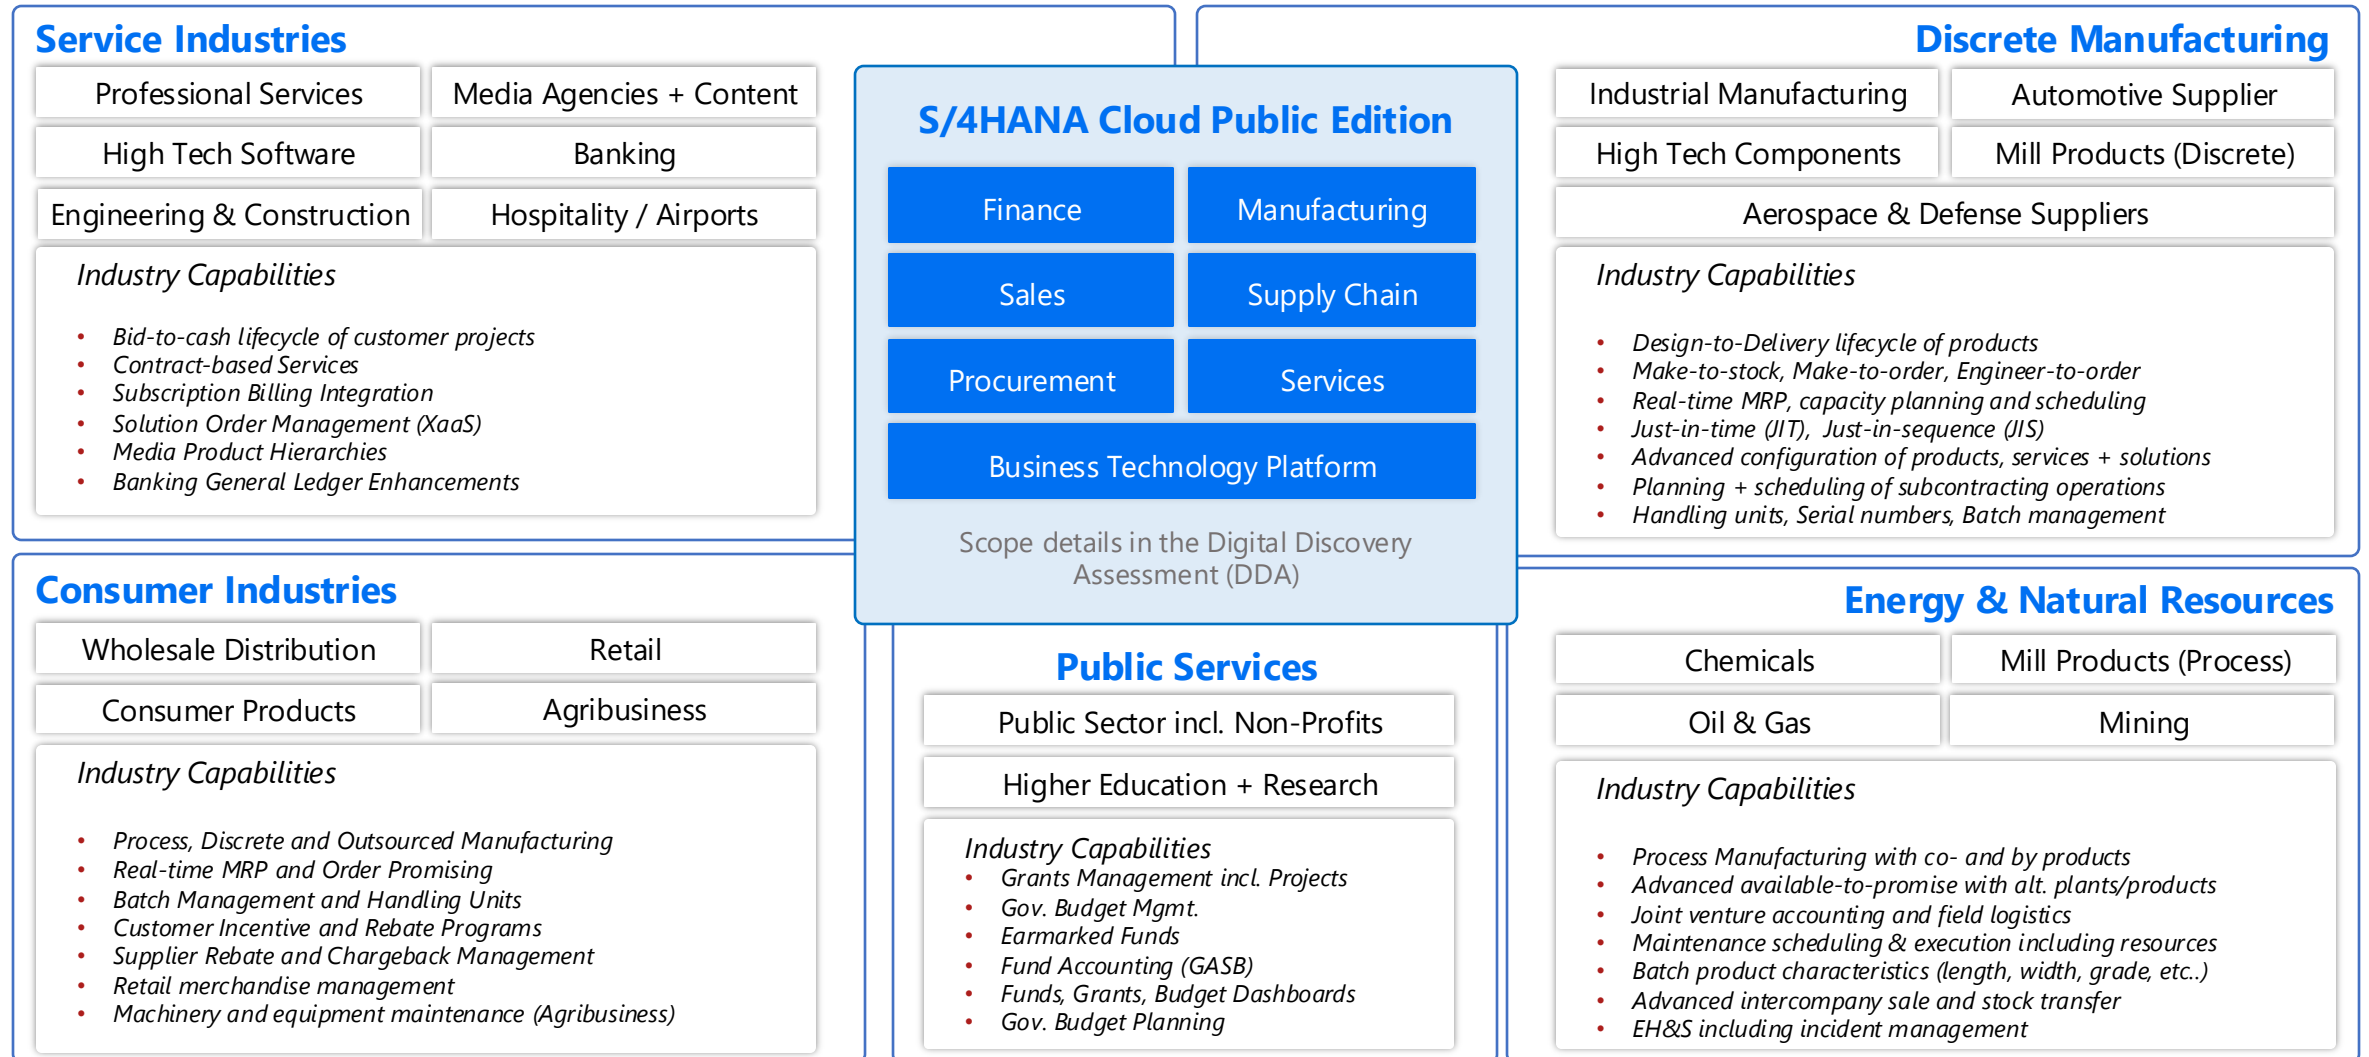 Service Industries
Professional Services
Media Agencies + Content
High Tech Software
Banking
Engineering & Construction
Hospitality / Airports
Industry Capabilities
• Bid-to-cash lifecycle of customer projects
• Contract-based Services
• Subscription Billing Integration
• Solution Order Management (XaaS)
• Media Product Hierarchies
• Banking General Ledger Enhancements
S/4HANA Cloud Public Edition
Finance
Manufacturing
Sales
Supply Chain
Procurement
Services
Business Technology Platform
Scope details in the Digital Discovery
Assessment (DDA)
Discrete Manufacturing
Industrial Manufacturing
Automotive Supplier
High Tech Components
Mill Products (Discrete)
Aerospace & Defense Suppliers
Industry Capabilities
• Design-to-Delivery lifecycle of products
• Make-to-stock, Make-to-order, Engineer-to-order
• Real-time MRP, capacity planning and scheduling
• Just-in-time (JIT), Just-in-sequence (JIS)
• Advanced configuration of products, services + solutions
• Planning + scheduling of subcontracting operations
• Handling units, Serial numbers, Batch management
Consumer Industries
Wholesale Distribution
Retail
Consumer Products
Agribusiness
Industry Capabilities
• Process, Discrete and Outsourced Manufacturing
• Real-time MRP and Order Promising
• Batch Management and Handling Units
• Customer Incentive and Rebate Programs
• Supplier Rebate and Chargeback Management
• Retail merchandise management
• Machinery and equipment maintenance (Agribusiness)
Public Services
Public Sector incl. Non-Profits
Higher Education + Research
Industry Capabilities
• Grants Management incl. Projects
• Gov. Budget Mgmt.
• Earmarked Funds
• Fund Accounting (GASB)
• Funds, Grants, Budget Dashboards
• Gov. Budget Planning
Energy & Natural Resources
Chemicals
Mill Products (Process)
Oil & Gas
Mining
Industry Capabilities
• Process Manufacturing with co- and by products
• Advanced available-to-promise with alt. plants/products
• Joint venture accounting and field logistics
• Maintenance scheduling & execution including resources
• Batch product characteristics (length, width, grade, etc..)
• Advanced intercompany sale and stock transfer
• EH&S including incident management